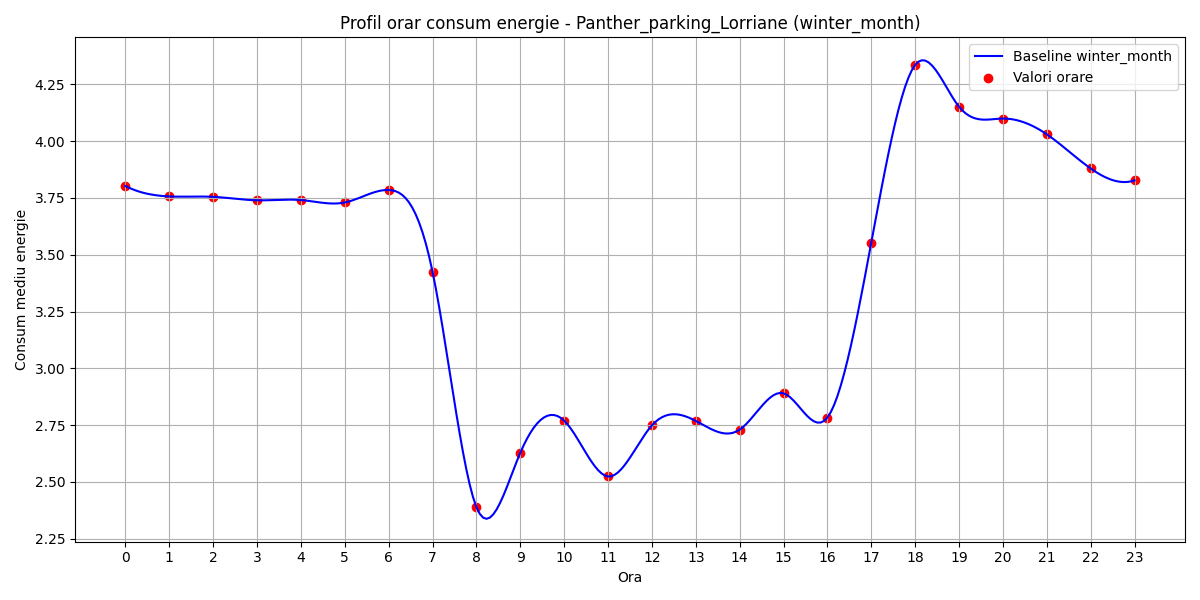 Profil orar consum energie - Panther_parking_Lorriane (winter_month)
Baseline winter_month
Valori orare
Consum mediu energie
4.25
4.00
3.75
3.50
3.25
3.00
2.75
2.50
2.25
0 1 2 3 4 5 6 7 8 9 10 11 12 13 14 15 16 17 18 19 20 21 22 23
Ora